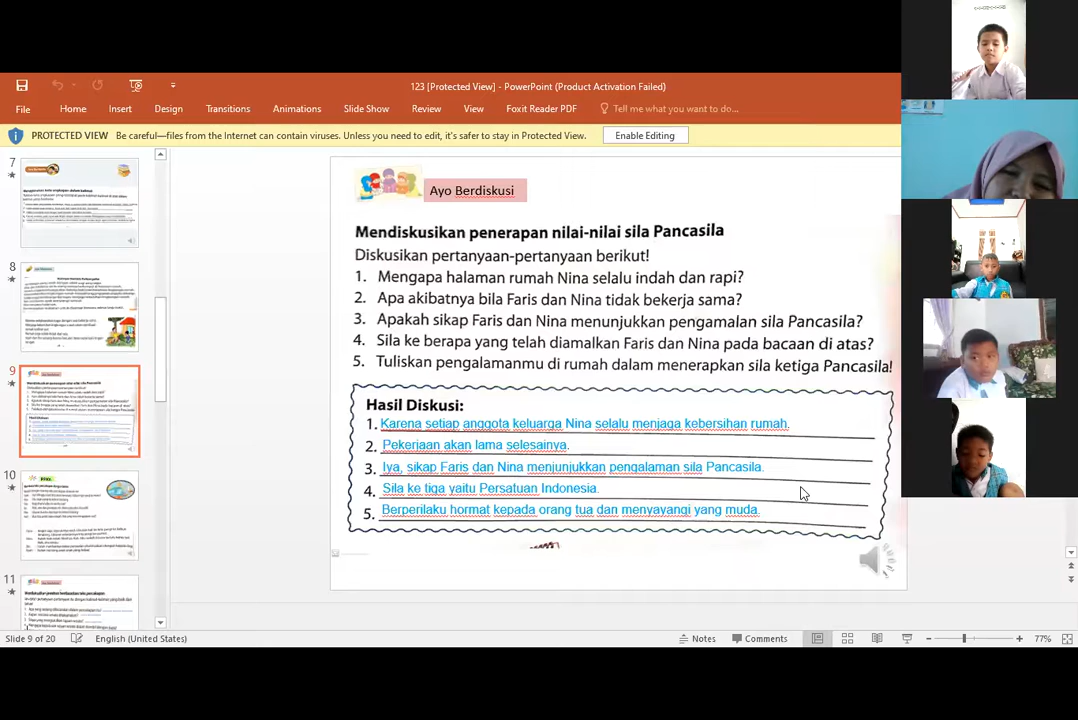 123 [Protected View] - PowerPoint (Product Activation Failed)
File Home Insert Design Transitions Animations Slide Show Review View Foxit Reader PDF Tell me what you want to do...
PROTECTED VIEW Be careful—files from the Internet can contain viruses. Unless you need to edit, it's safer to stay in Protected View. Enable Editing
7
8
9
10
11
Ayo Berdiskusi
Mendiskusikan penerapan nilai-nilai sila Pancasila
Diskusikan pertanyaan-pertanyaan berikut!
1. Mengapa halaman rumah Nina selalu indah dan rapi?
2. Apa akibatnya bila Faris dan Nina tidak bekerja sama?
3. Apakah sikap Faris dan Nina menunjukkan pengamalan sila Pancasila?
4. Sila ke berapa yang telah diamalkan Faris dan Nina pada bacaan di atas?
5. Tuliskan pengalamanmu di rumah dalam menerapkan sila ketiga Pancasila!
Hasil Diskusi:
1. Karena setiap anggota keluarga Nina selalu menjaga kebersihan rumah.
2. Pekerjaan akan lama selesainya.
3. Iya, sikap Faris dan Nina menjunjukkan pengalaman sila Pancasila.
4. Sila ke tiga yaitu Persatuan Indonesia.
5. Berperilaku hormat kepada orang tua dan menyayangi yang muda.
Slide 9 of 20 English (United States) Notes Comments 77%